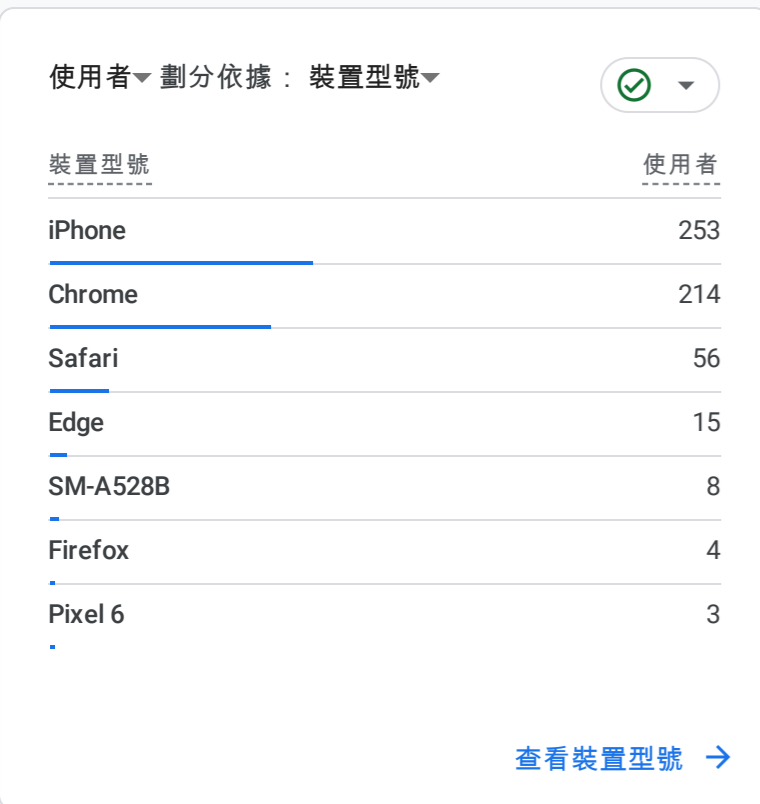 使用者 劃分依據： 裝置型號
裝置型號 使用者
iPhone 253
Chrome 214
Safari 56
Edge 15
SM-A528B 8
Firefox 4
Pixel 6 3
查看裝置型號